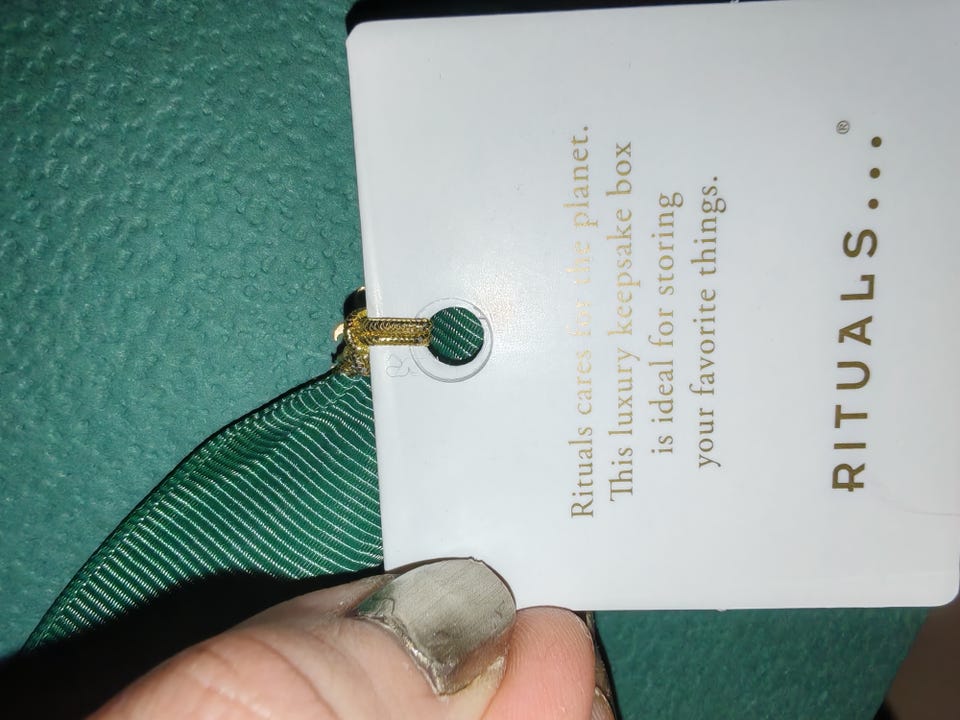 Rituals cares for the planet.
This luxury keepsake box
is ideal for storing
your favorite things.
RITUALS...®